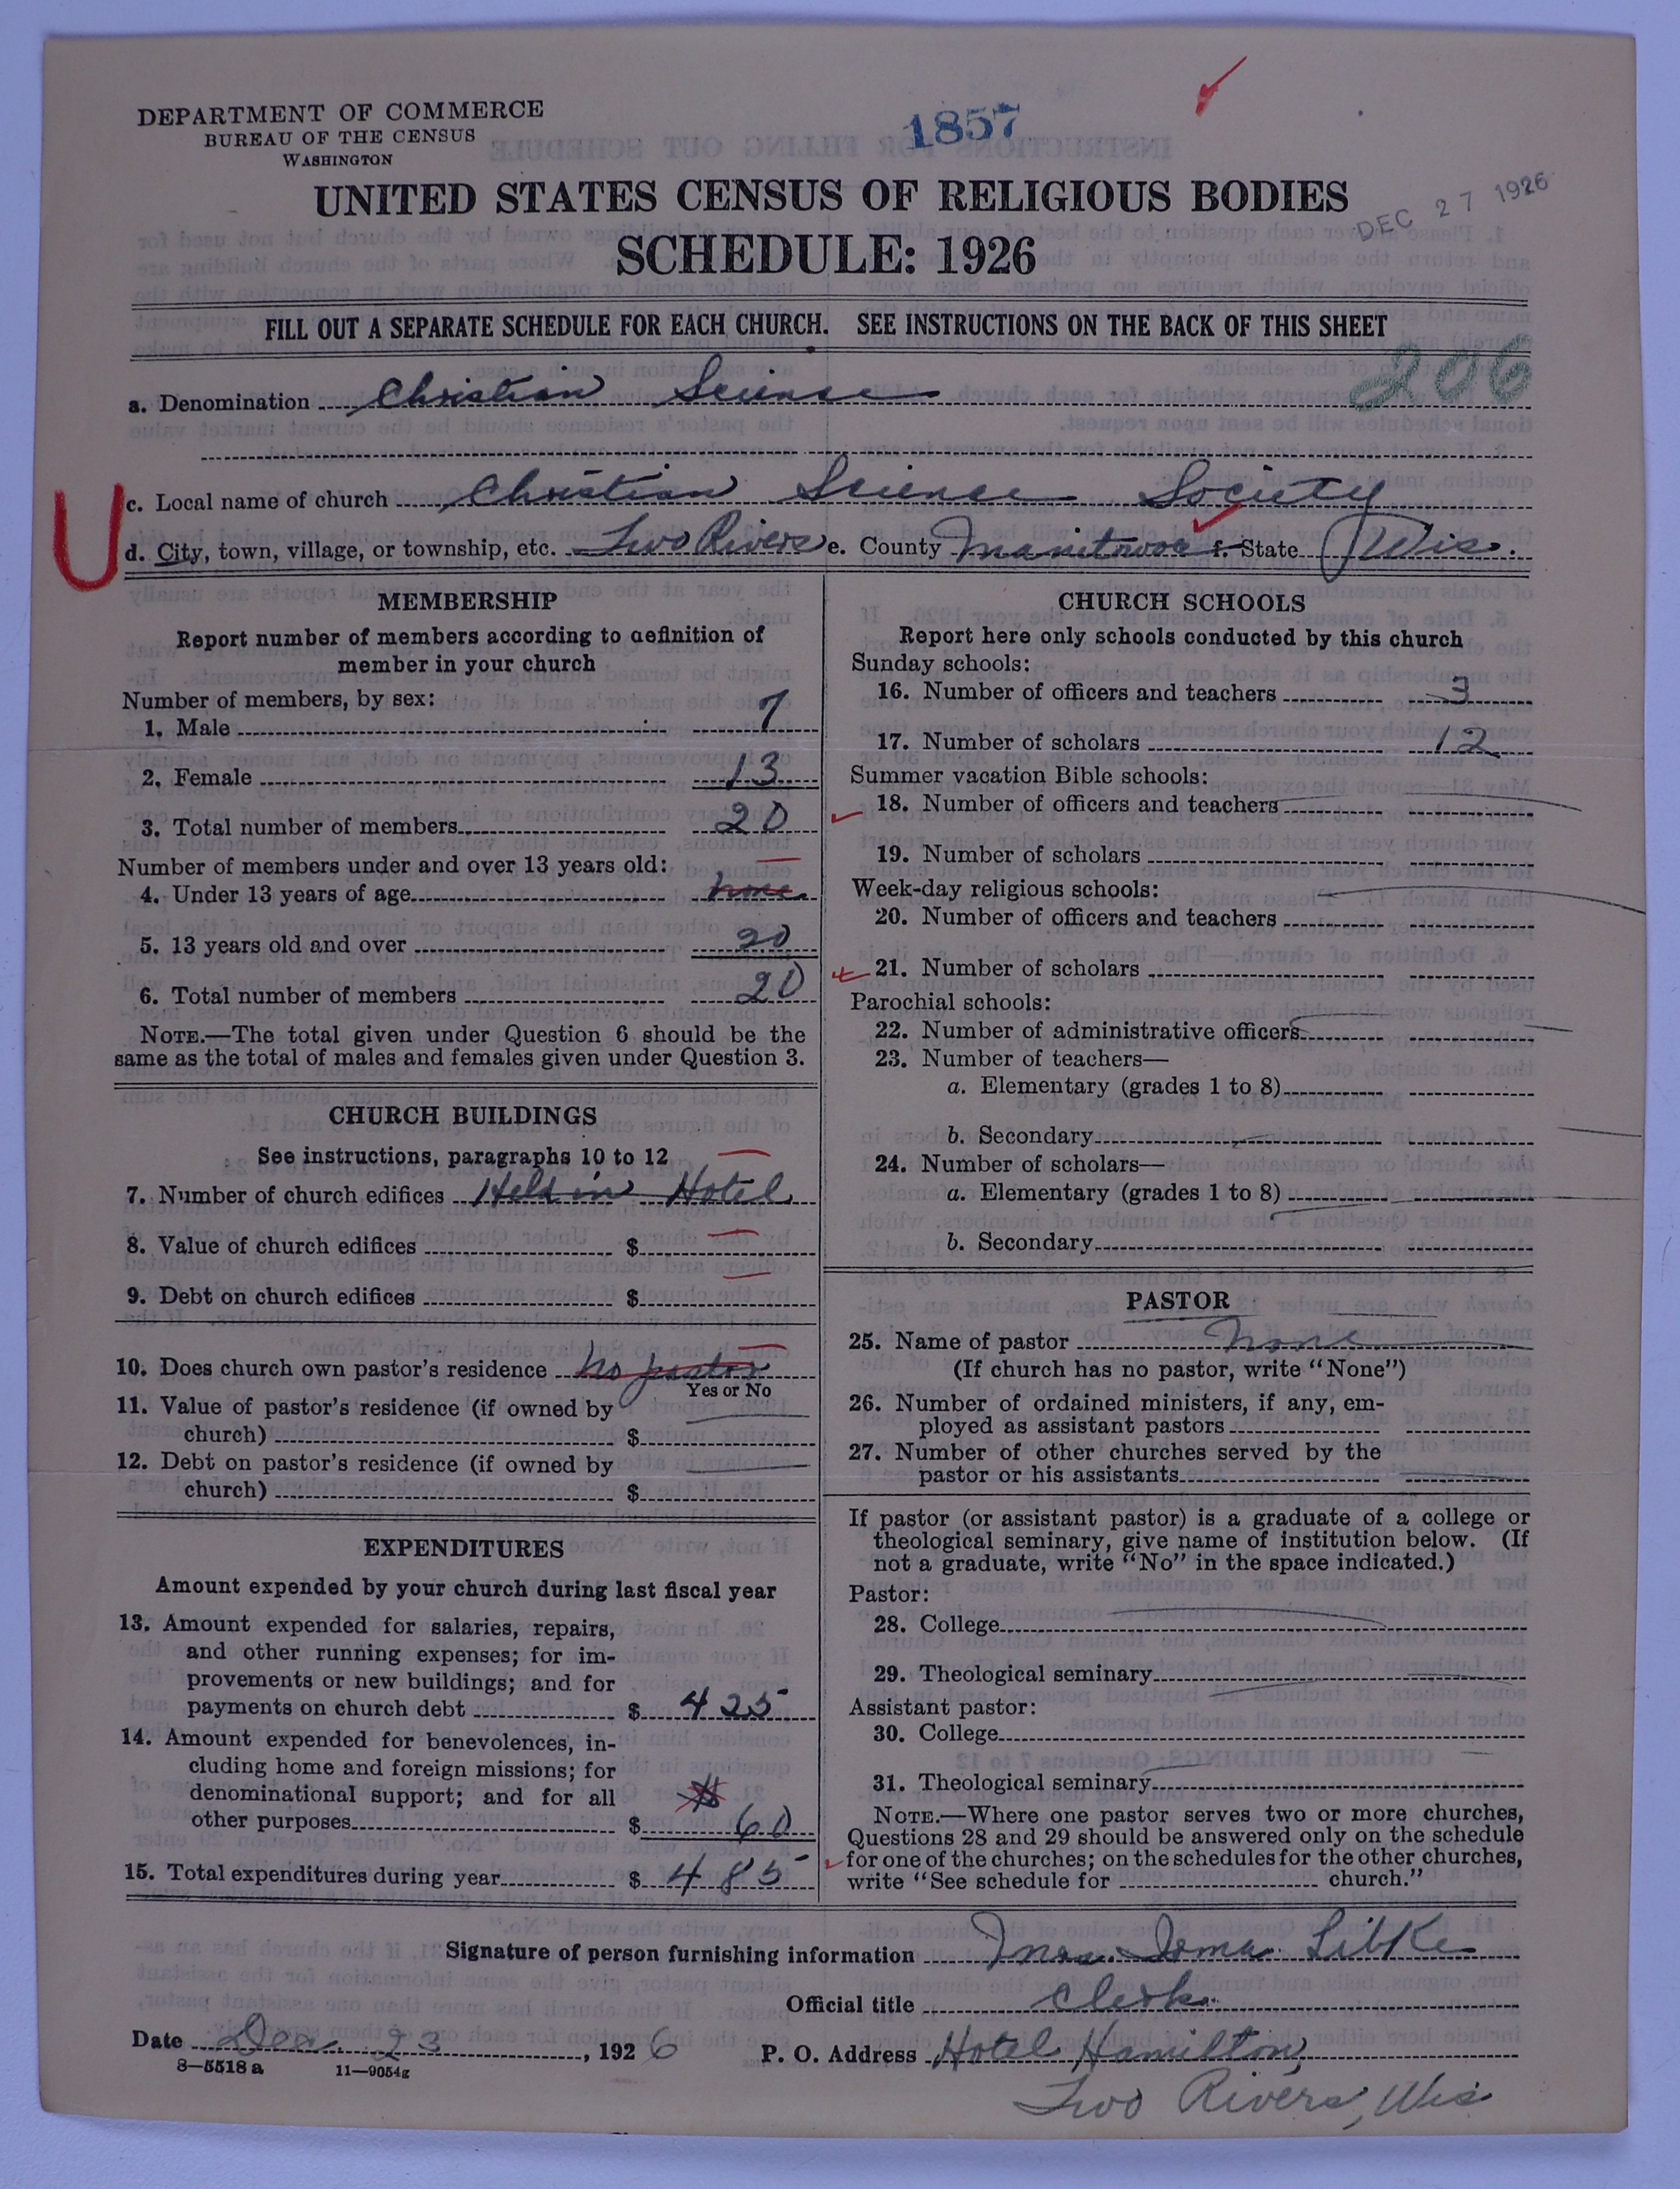 DEPARTMENT OF COMMERCE
BUREAU OF THE CENSUS
WASHINGTON
1857
UNITED STATES CENSUS OF RELIGIOUS BODIES
DEC 27 1926
SCHEDULE: 1926
FILL OUT A SEPARATE SCHEDULE FOR EACH CHURCH. SEE INSTRUCTIONS ON THE BACK OF THIS SHEET
206
a. Denomination Christian Science
U
c. Local name of church Christian Science Society
d. City, town, village, or township, etc. Two Rivers e. County Manitowoc f. State Wis.
MEMBERSHIP
Report number of members according to definition of
member in your church
Number of members, by sex:
1. Male 7
2. Female 13
3. Total number of members 20
Number of members under and over 13 years old:
4. Under 13 years of age none
5. 13 years old and over 20
6. Total number of members 20
NOTE.—The total given under Question 6 should be the
same as the total of males and females given under Question 3.
CHURCH BUILDINGS
See instructions, paragraphs 10 to 12
7. Number of church edifices Held in Hotel
8. Value of church edifices $
9. Debt on church edifices $
10. Does church own pastor's residence no pastor
Yes or No
11. Value of pastor's residence (if owned by
church) $
12. Debt on pastor's residence (if owned by
church) $
EXPENDITURES
Amount expended by your church during last fiscal year
13. Amount expended for salaries, repairs,
and other running expenses; for im-
provements or new buildings; and for
payments on church debt $ 425
14. Amount expended for benevolences, in-
cluding home and foreign missions; for
denominational support; and for all
other purposes $ 60
15. Total expenditures during year $ 485
CHURCH SCHOOLS
Report here only schools conducted by this church
Sunday schools:
16. Number of officers and teachers 3
17. Number of scholars 12
Summer vacation Bible schools:
18. Number of officers and teachers
19. Number of scholars
Week-day religious schools:
20. Number of officers and teachers
21. Number of scholars
Parochial schools:
22. Number of administrative officers
23. Number of teachers—
a. Elementary (grades 1 to 8)
b. Secondary
24. Number of scholars—
a. Elementary (grades 1 to 8)
b. Secondary
PASTOR
25. Name of pastor none
(If church has no pastor, write "None")
26. Number of ordained ministers, if any, em-
ployed as assistant pastors
27. Number of other churches served by the
pastor or his assistants
If pastor (or assistant pastor) is a graduate of a college or
theological seminary, give name of institution below. (If
not a graduate, write "No" in the space indicated.)
Pastor:
28. College
29. Theological seminary
Assistant pastor:
30. College
31. Theological seminary
NOTE.—Where one pastor serves two or more churches,
Questions 28 and 29 should be answered only on the schedule
for one of the churches; on the schedules for the other churches,
write "See schedule for church."
Signature of person furnishing information Mrs. Irma Libke
Official title Clerk
Date Dec. 23, 1926 P. O. Address Hotel Hamilton,
8—5518 a 11—9054g
Two Rivers, Wis